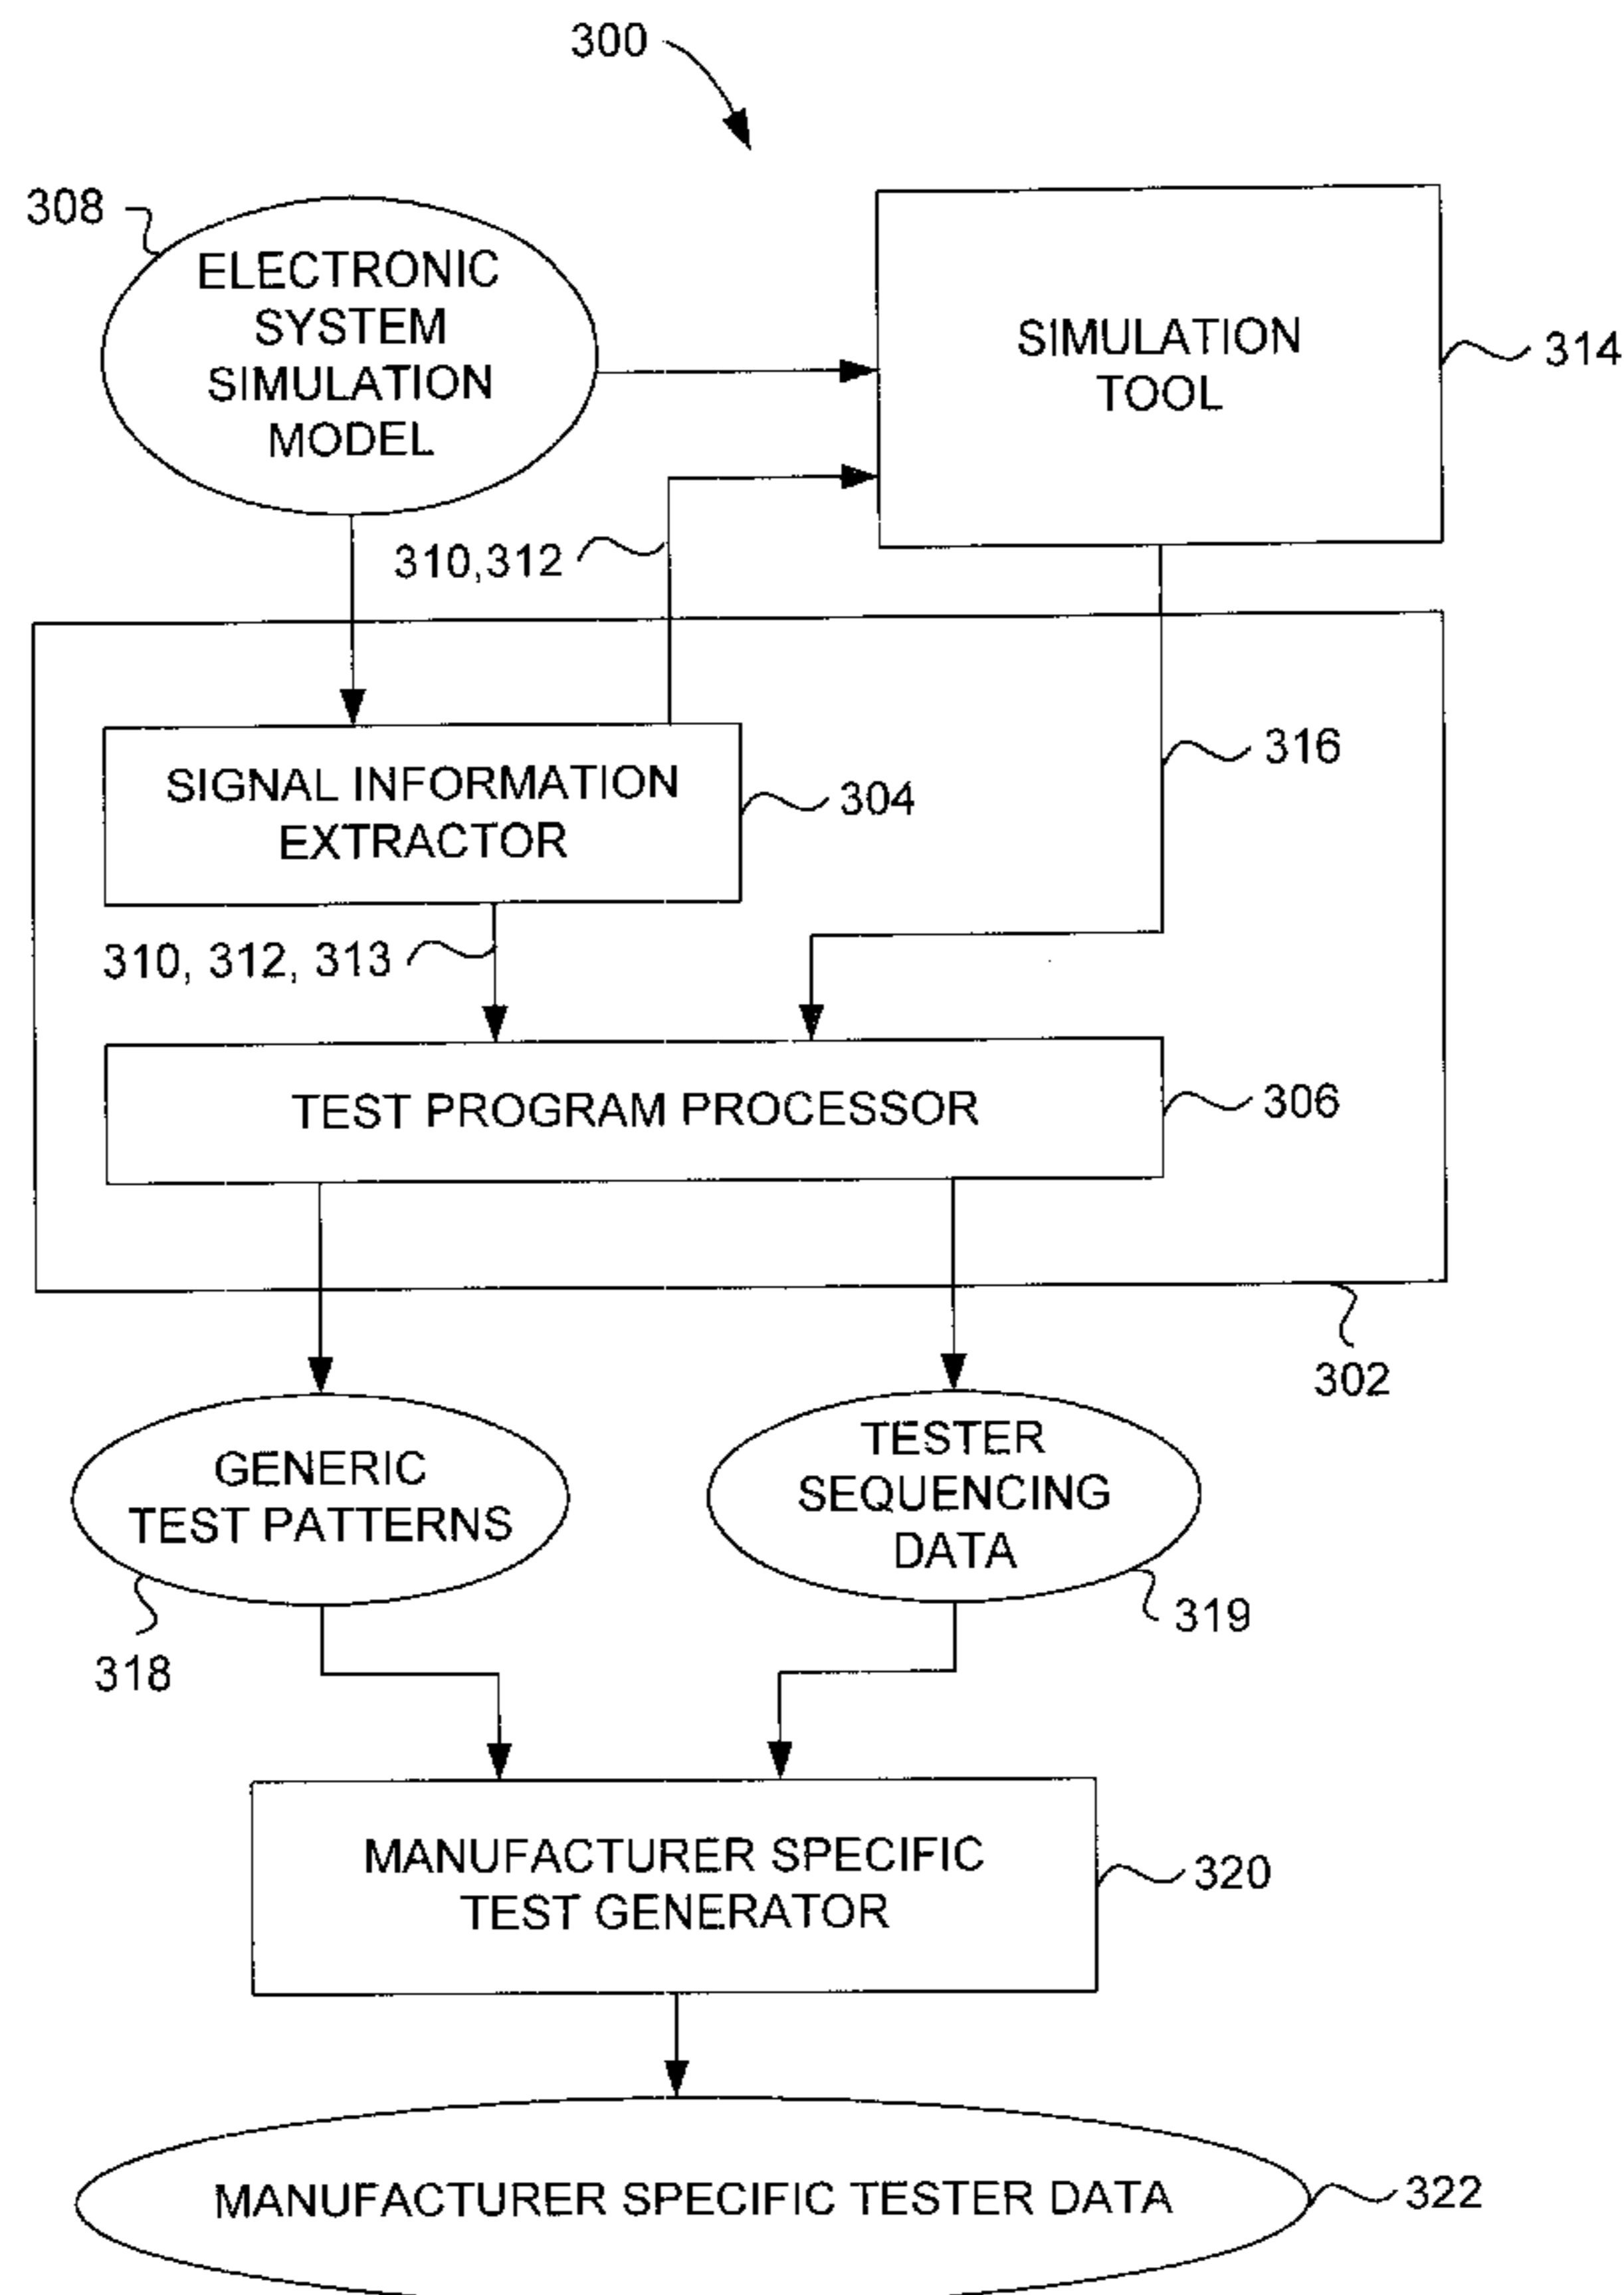 300
308
ELECTRONIC
SYSTEM
SIMULATION
MODEL
SIMULATION
TOOL
314
310,312
SIGNAL INFORMATION
EXTRACTOR
304
316
310, 312, 313
TEST PROGRAM PROCESSOR
306
302
GENERIC
TEST PATTERNS
318
TESTER
SEQUENCING
DATA
319
MANUFACTURER SPECIFIC
TEST GENERATOR
320
MANUFACTURER SPECIFIC TESTER DATA
322